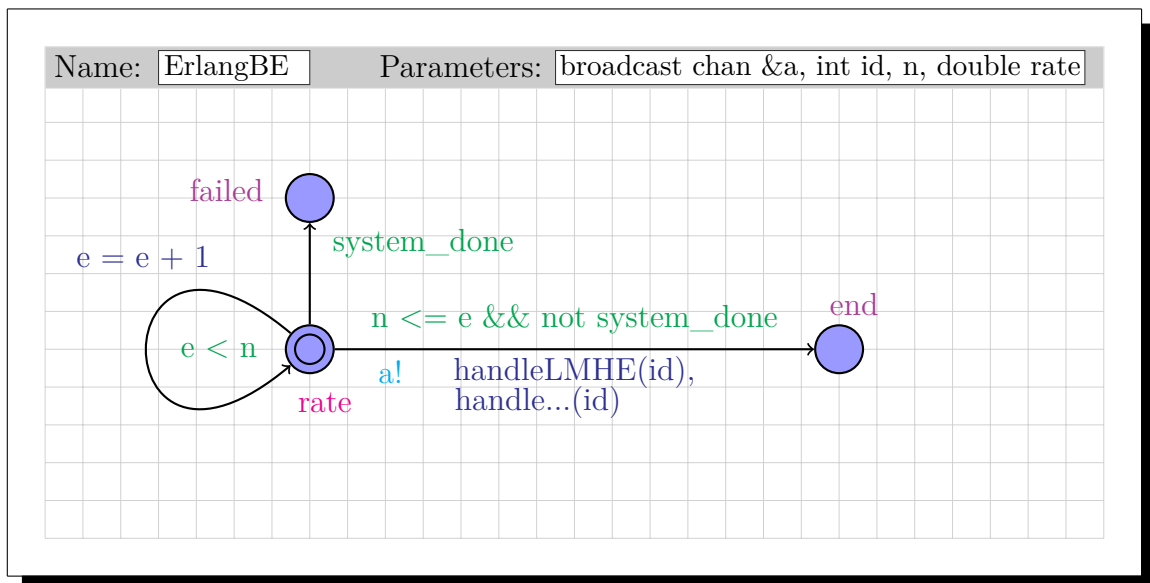 Name: ErlangBE Parameters: broadcast chan &a, int id, n, double rate
failed
system_done
e = e + 1
end
n <= e && not system_done
e < n
a! handleLMHE(id),
handle...(id)
rate